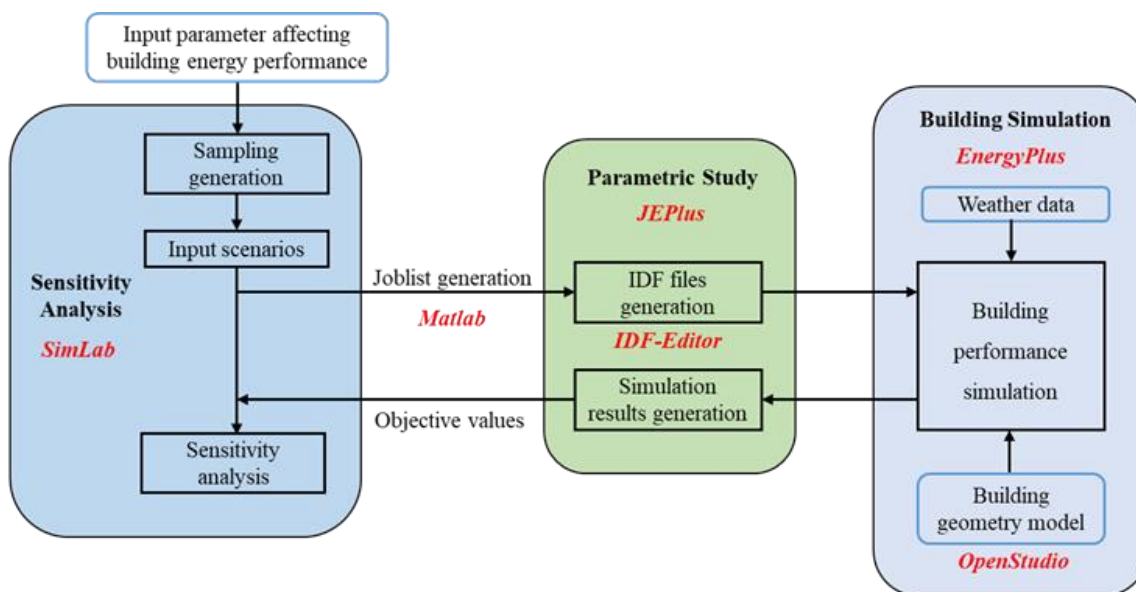 Input parameter affecting
building energy performance
Sampling
generation
Input scenarios
Sensitivity
Analysis
SimLab
Sensitivity
analysis
Joblist generation
Matlab
Objective values
Parametric Study
JEPlus
IDF files
generation
IDF-Editor
Simulation
results generation
Building Simulation
EnergyPlus
Weather data
Building
performance
simulation
Building
geometry model
OpenStudio